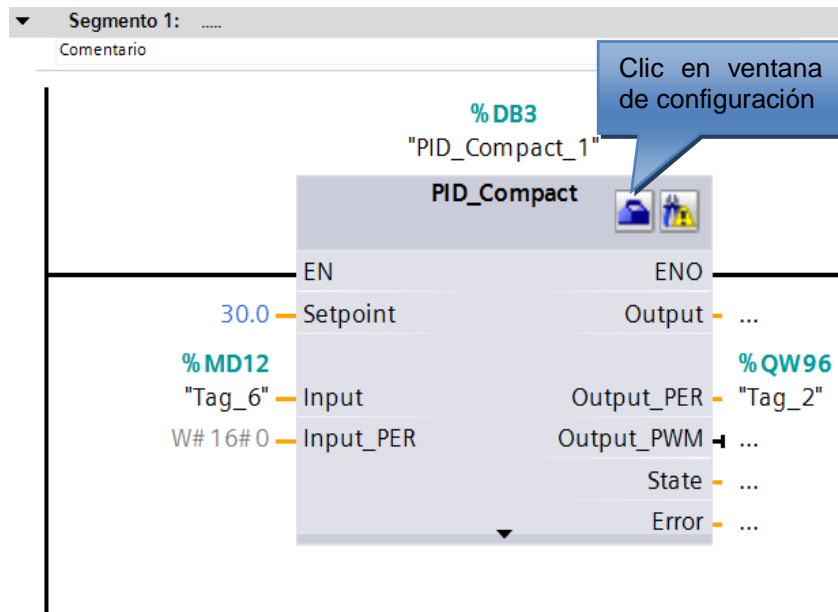 Segmento 1: .....
Comentario
Clic en ventana
de configuración
%DB3
"PID_Compact_1"
PID_Compact
EN ENO
30.0 Setpoint Output ...
%MD12 %QW96
"Tag_6" Input Output_PER "Tag_2"
W#16#0 Input_PER Output_PWM ...
State ...
Error ...